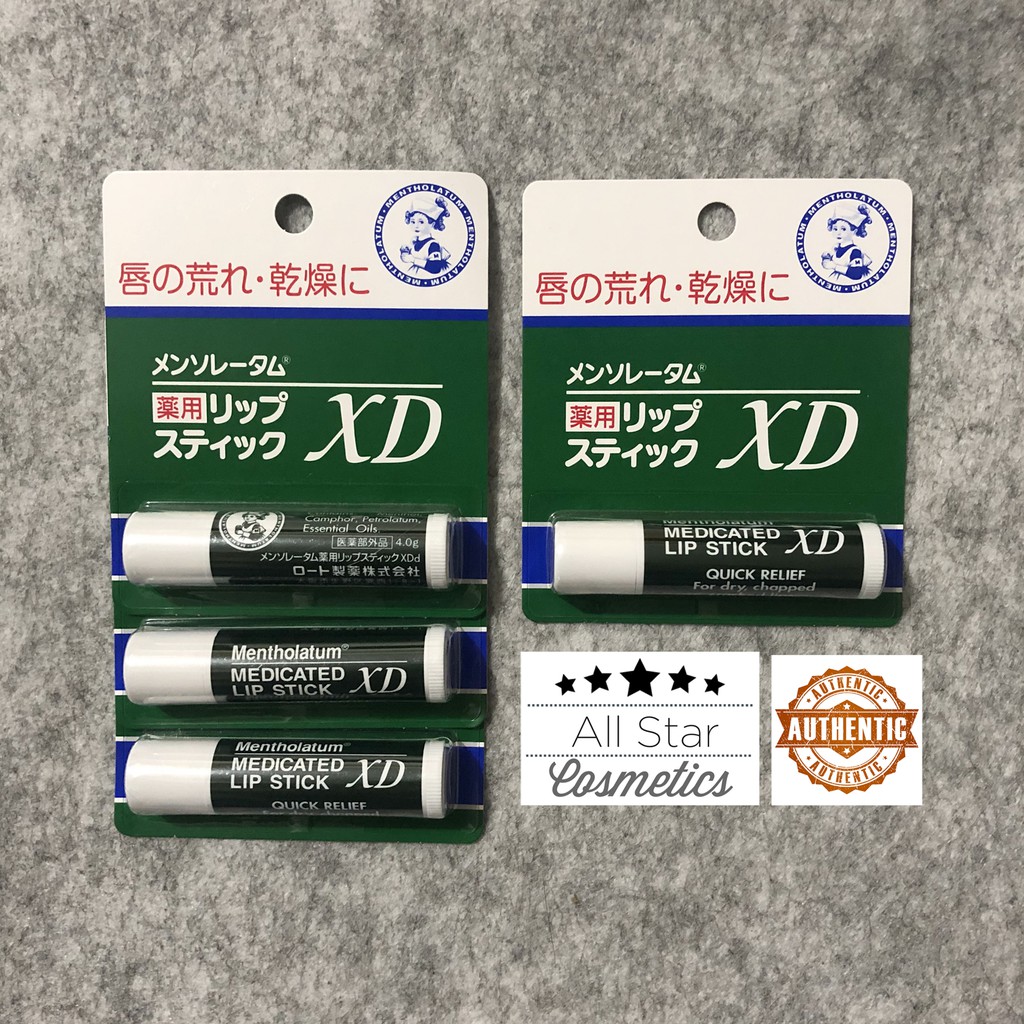 MENTHOLATUM · MENTHOLATUM · MENTHOLATUM
唇の荒れ・乾燥に
メンソレータム®
薬用リップ
スティック XD
Camphor, Petrolatum,
Essential Oils.
医薬部外品 4.0g
メンソレータム薬用リップスティックXDd
ロート製薬株式会社
Mentholatum®
MEDICATED
LIP STICK XD
Mentholatum®
MEDICATED
LIP STICK XD
QUICK RELIEF
MENTHOLATUM · MENTHOLATUM · MENTHOLATUM
唇の荒れ・乾燥に
メンソレータム®
薬用リップ
スティック XD
Mentholatum
MEDICATED
LIP STICK XD
QUICK RELIEF
For dry, chapped
All Star
Cosmetics
AUTHENTIC
AUTHENTIC
AUTHENTIC